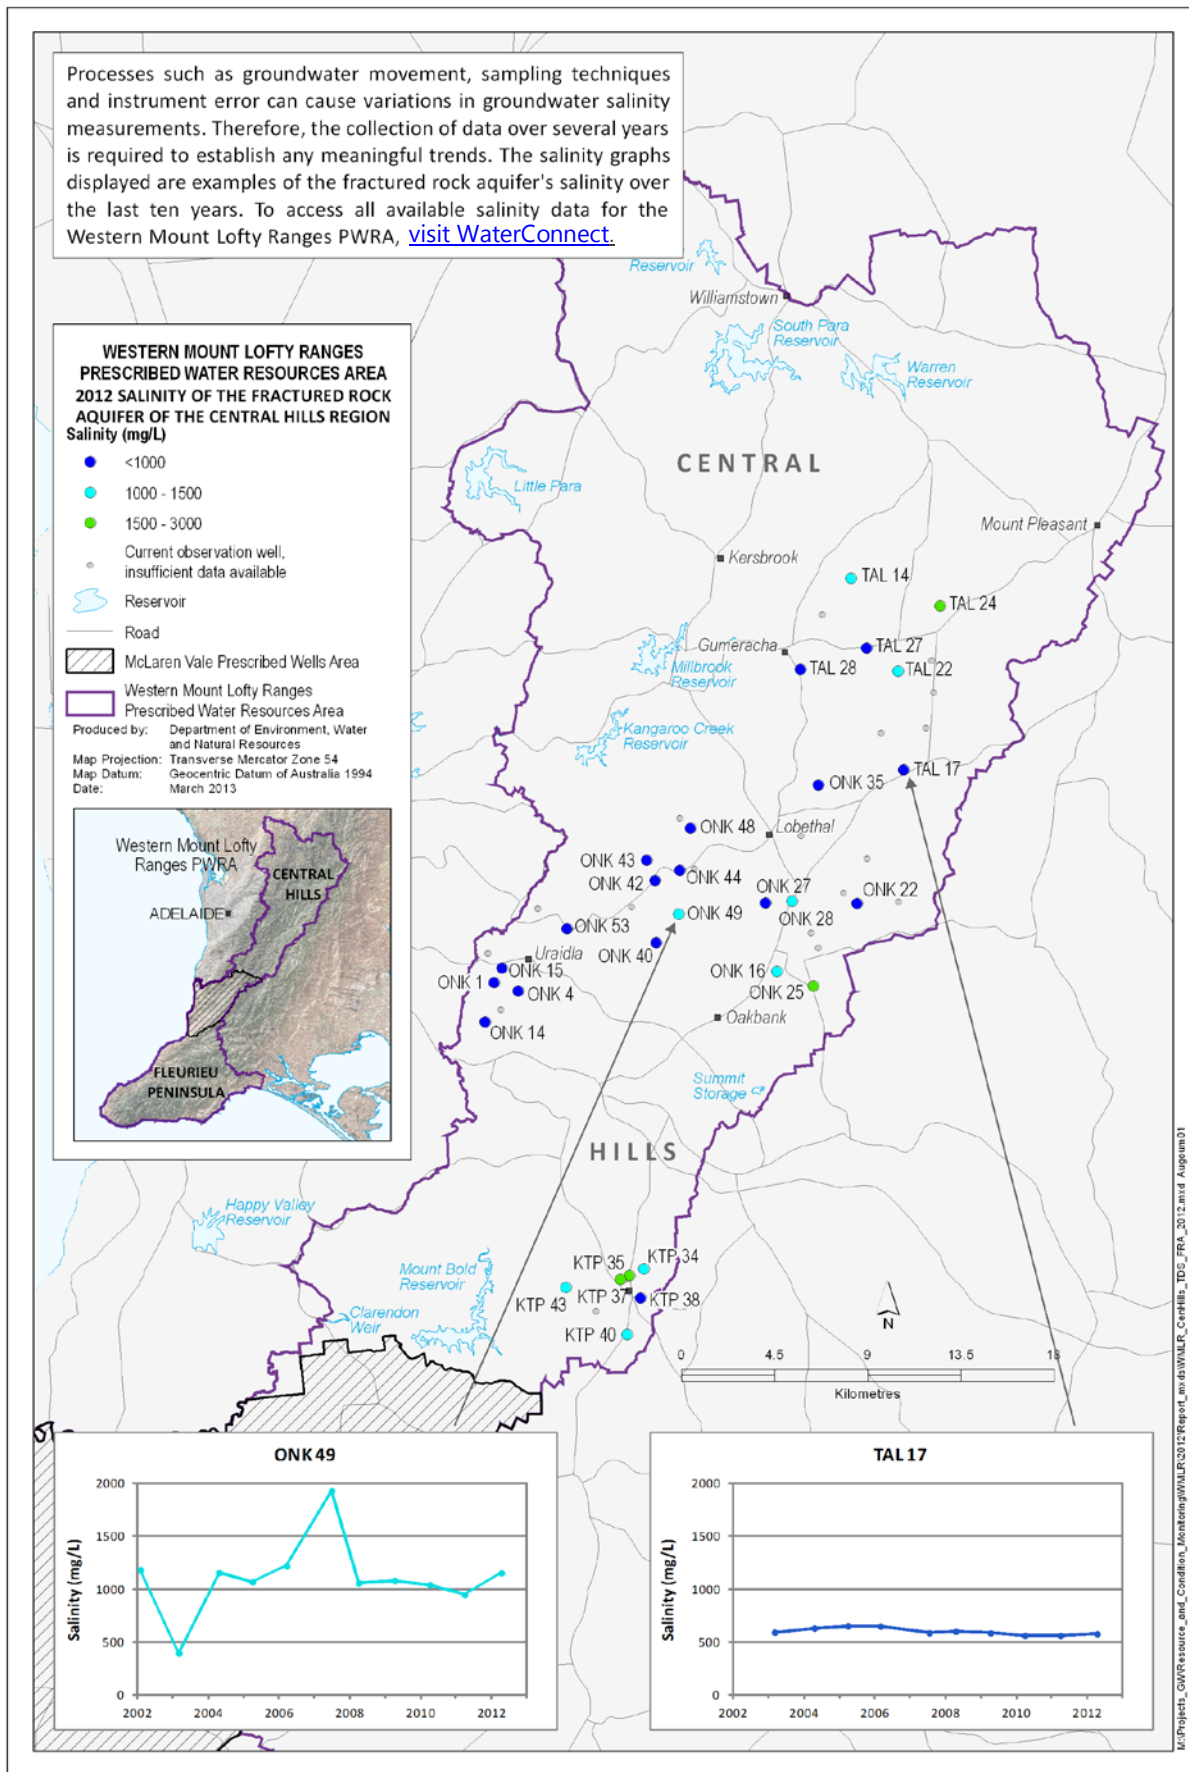 Processes such as groundwater movement, sampling techniques
and instrument error can cause variations in groundwater salinity
measurements. Therefore, the collection of data over several years
is required to establish any meaningful trends. The salinity graphs
displayed are examples of the fractured rock aquifer's salinity over
the last ten years. To access all available salinity data for the
Western Mount Lofty Ranges PWRA, visit WaterConnect.
Reservoir
Williamstown
South Para
Reservoir
Warren
Reservoir
WESTERN MOUNT LOFTY RANGES
PRESCRIBED WATER RESOURCES AREA
2012 SALINITY OF THE FRACTURED ROCK
AQUIFER OF THE CENTRAL HILLS REGION
Salinity (mg/L)
<1000
1000 - 1500
1500 - 3000
Current observation well,
insufficient data available
Reservoir
Road
McLaren Vale Prescribed Wells Area
Western Mount Lofty Ranges
Prescribed Water Resources Area
Produced by: Department of Environment, Water
and Natural Resources
Map Projection: Transverse Mercator Zone 54
Map Datum: Geocentric Datum of Australia 1994
Date: March 2013
Western Mount Lofty
Ranges PWRA
CENTRAL
HILLS
ADELAIDE
FLEURIEU
PENINSULA
CENTRAL
Little Para
Mount Pleasant
Kersbrook
TAL 14
TAL 24
Gumeracha
TAL 27
Millbrook
Reservoir
TAL 28
TAL 22
Kangaroo Creek
Reservoir
TAL 17
ONK 35
ONK 48
Lobethal
ONK 43
ONK 44
ONK 42
ONK 27
ONK 22
ONK 49
ONK 28
ONK 53
ONK 40
Uraidla
ONK 15
ONK 16
ONK 1
ONK 4
ONK 25
ONK 14
Oakbank
Summit
Storage
HILLS
Happy Valley
Reservoir
Mount Bold
Reservoir
KTP 35
KTP 34
KTP 43
KTP 37
KTP 38
Clarendon
Weir
KTP 40
N
0 4.5 9 13.5 18
Kilometres
ONK 49
Salinity (mg/L)
2000
1500
1000
500
0
2002 2004 2006 2008 2010 2012
TAL 17
Salinity (mg/L)
2000
1500
1000
500
0
2002 2004 2006 2008 2010 2012
M:\Projects_GW\Resource_and_Condition_Monitoring\WMLR\2012\Report_mxds\WMLR_CenHills_TDS_FRA_2012.mxd Augoum01